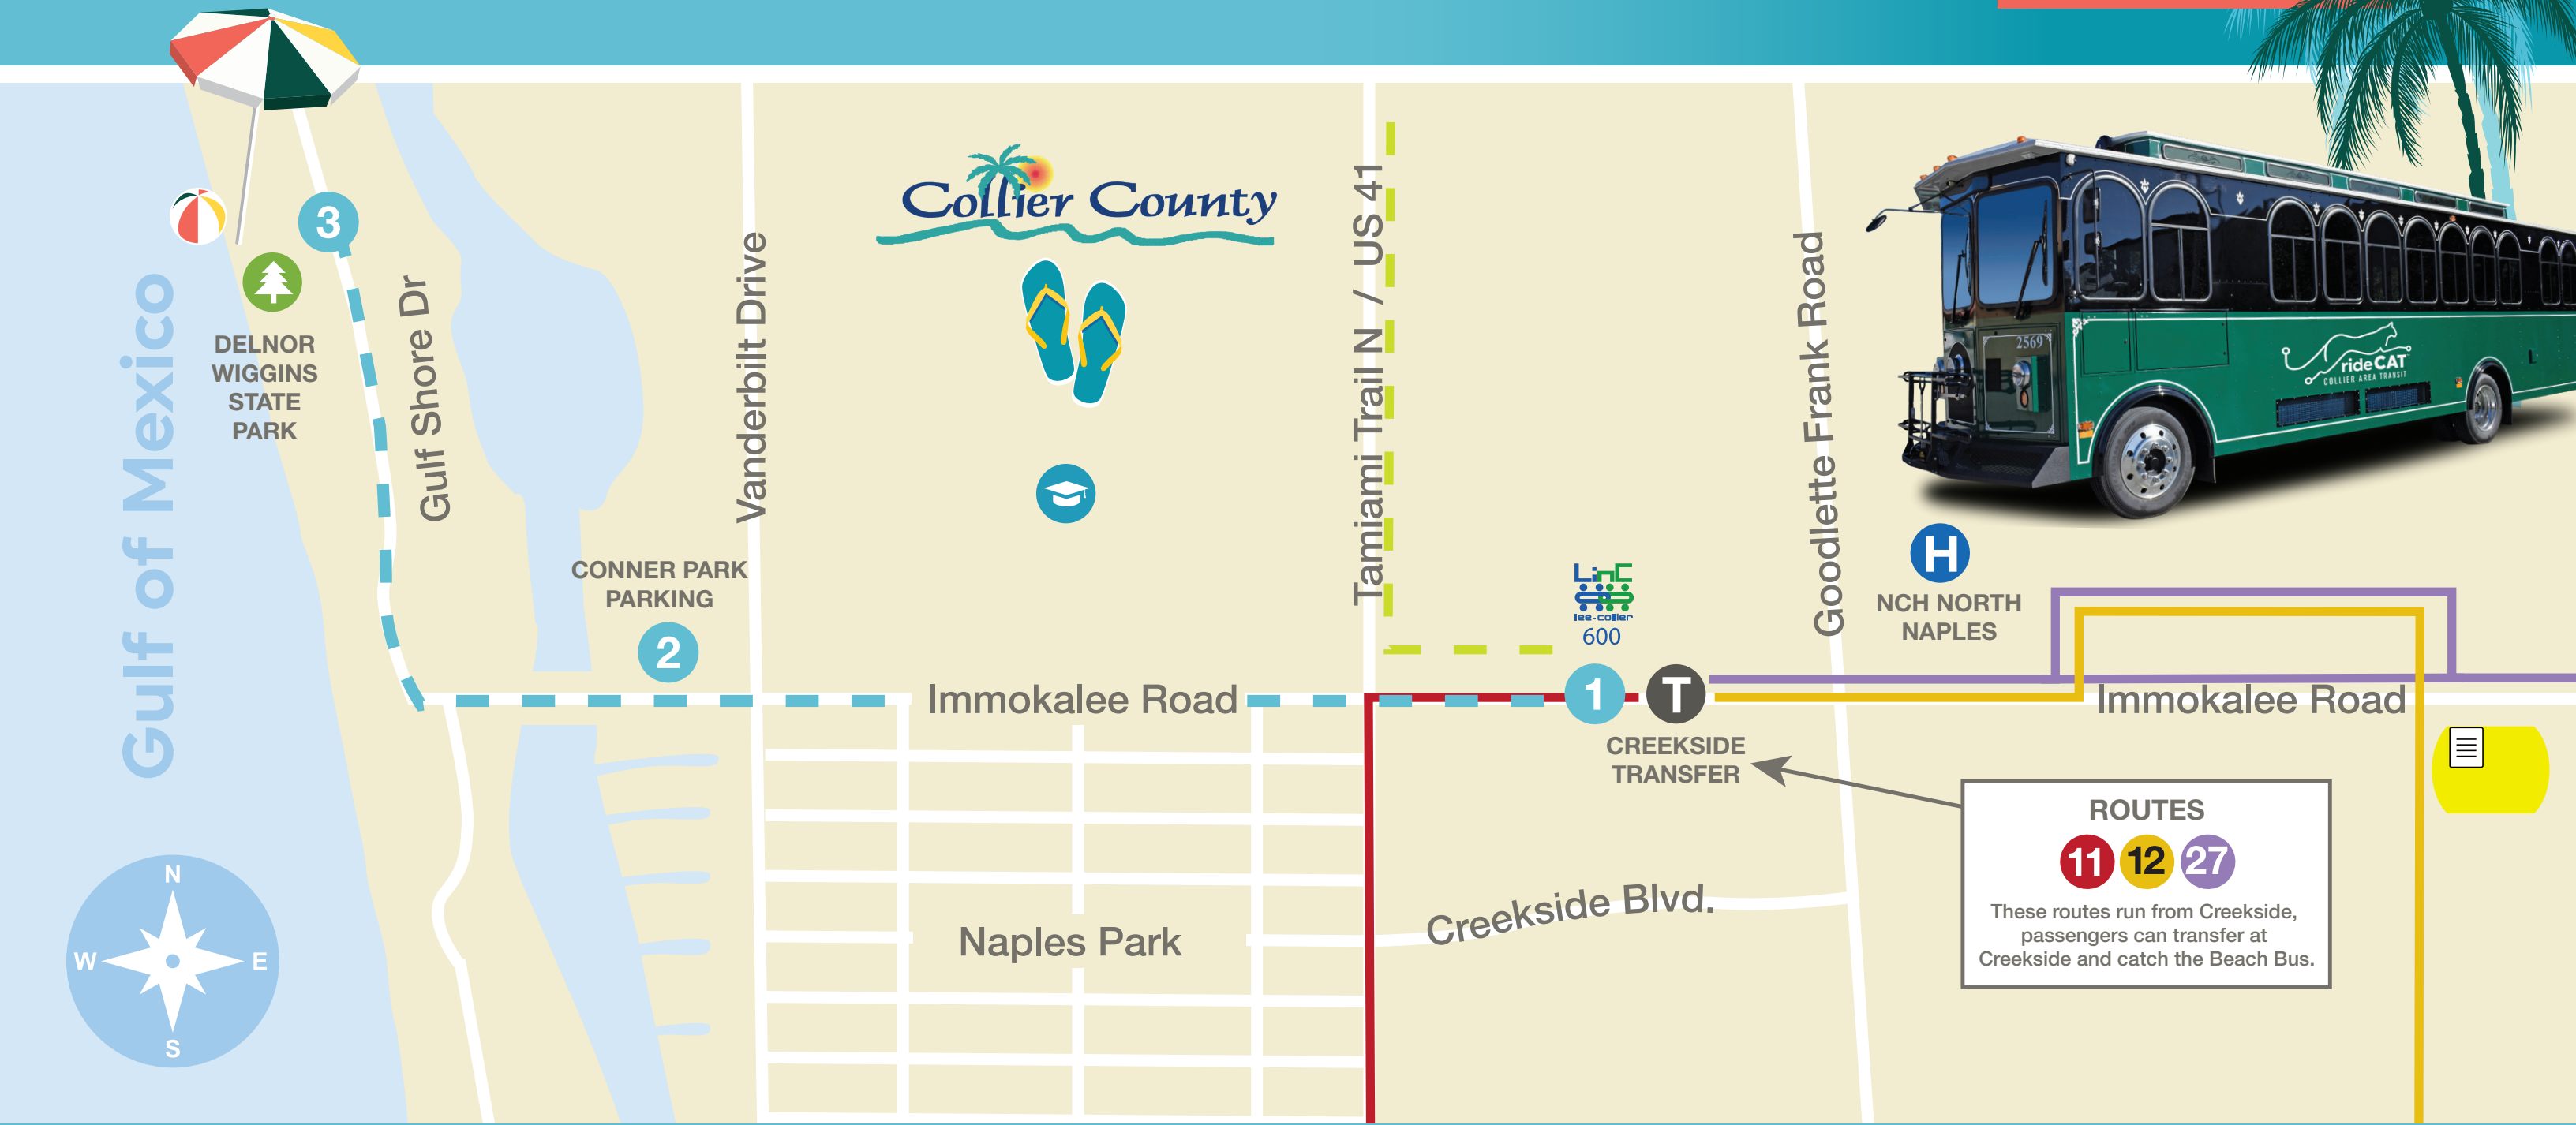 Collier County
3
DELNOR
WIGGINS
STATE
PARK
Gulf of Mexico
Gulf Shore Dr
Vanderbilt Drive
Tamiami Trail N / US 41
Goodlette Frank Road
2569
rideCAT
COLLIER AREA TRANSIT
CONNER PARK
PARKING
2
LinC
lee-collier
600
H
NCH NORTH
NAPLES
Immokalee Road
1
T
Immokalee Road
CREEKSIDE
TRANSFER
ROUTES
11 12 27
These routes run from Creekside,
passengers can transfer at
Creekside and catch the Beach Bus.
Creekside Blvd.
Naples Park
N
W E
S